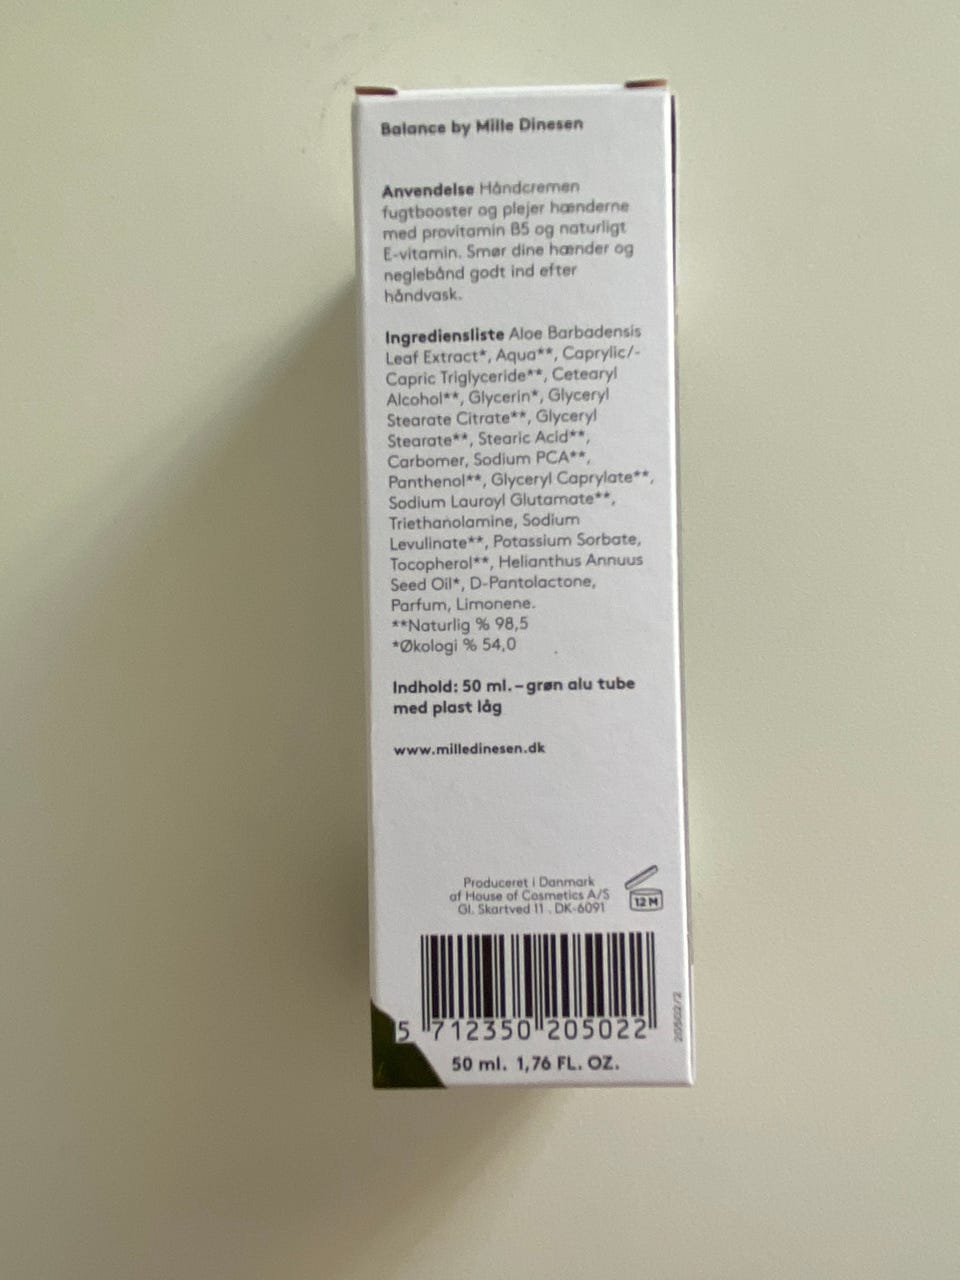 Balance by Mille Dinesen
Anvendelse Håndcremen
fugtbooster og plejer hænderne
med provitamin B5 og naturligt
E-vitamin. Smør dine hænder og
neglebånd godt ind efter
håndvask.
Ingrediensliste Aloe Barbadensis
Leaf Extract*, Aqua**, Caprylic/-
Capric Triglyceride**, Cetearyl
Alcohol**, Glycerin*, Glyceryl
Stearate Citrate**, Glyceryl
Stearate**, Stearic Acid**,
Carbomer, Sodium PCA**,
Panthenol**, Glyceryl Caprylate**,
Sodium Lauroyl Glutamate**,
Triethanolamine, Sodium
Levulinate**, Potassium Sorbate,
Tocopherol**, Helianthus Annuus
Seed Oil*, D-Pantolactone,
Parfum, Limonene.
**Naturlig % 98,5
*Økologi % 54,0
Indhold: 50 ml. – grøn alu tube
med plast låg
www.milledinesen.dk
Produceret i Danmark
af House of Cosmetics A/S
Gl. Skartved 11 . DK-6091
12 M
5 712350 205022
50 ml. 1,76 FL. OZ.